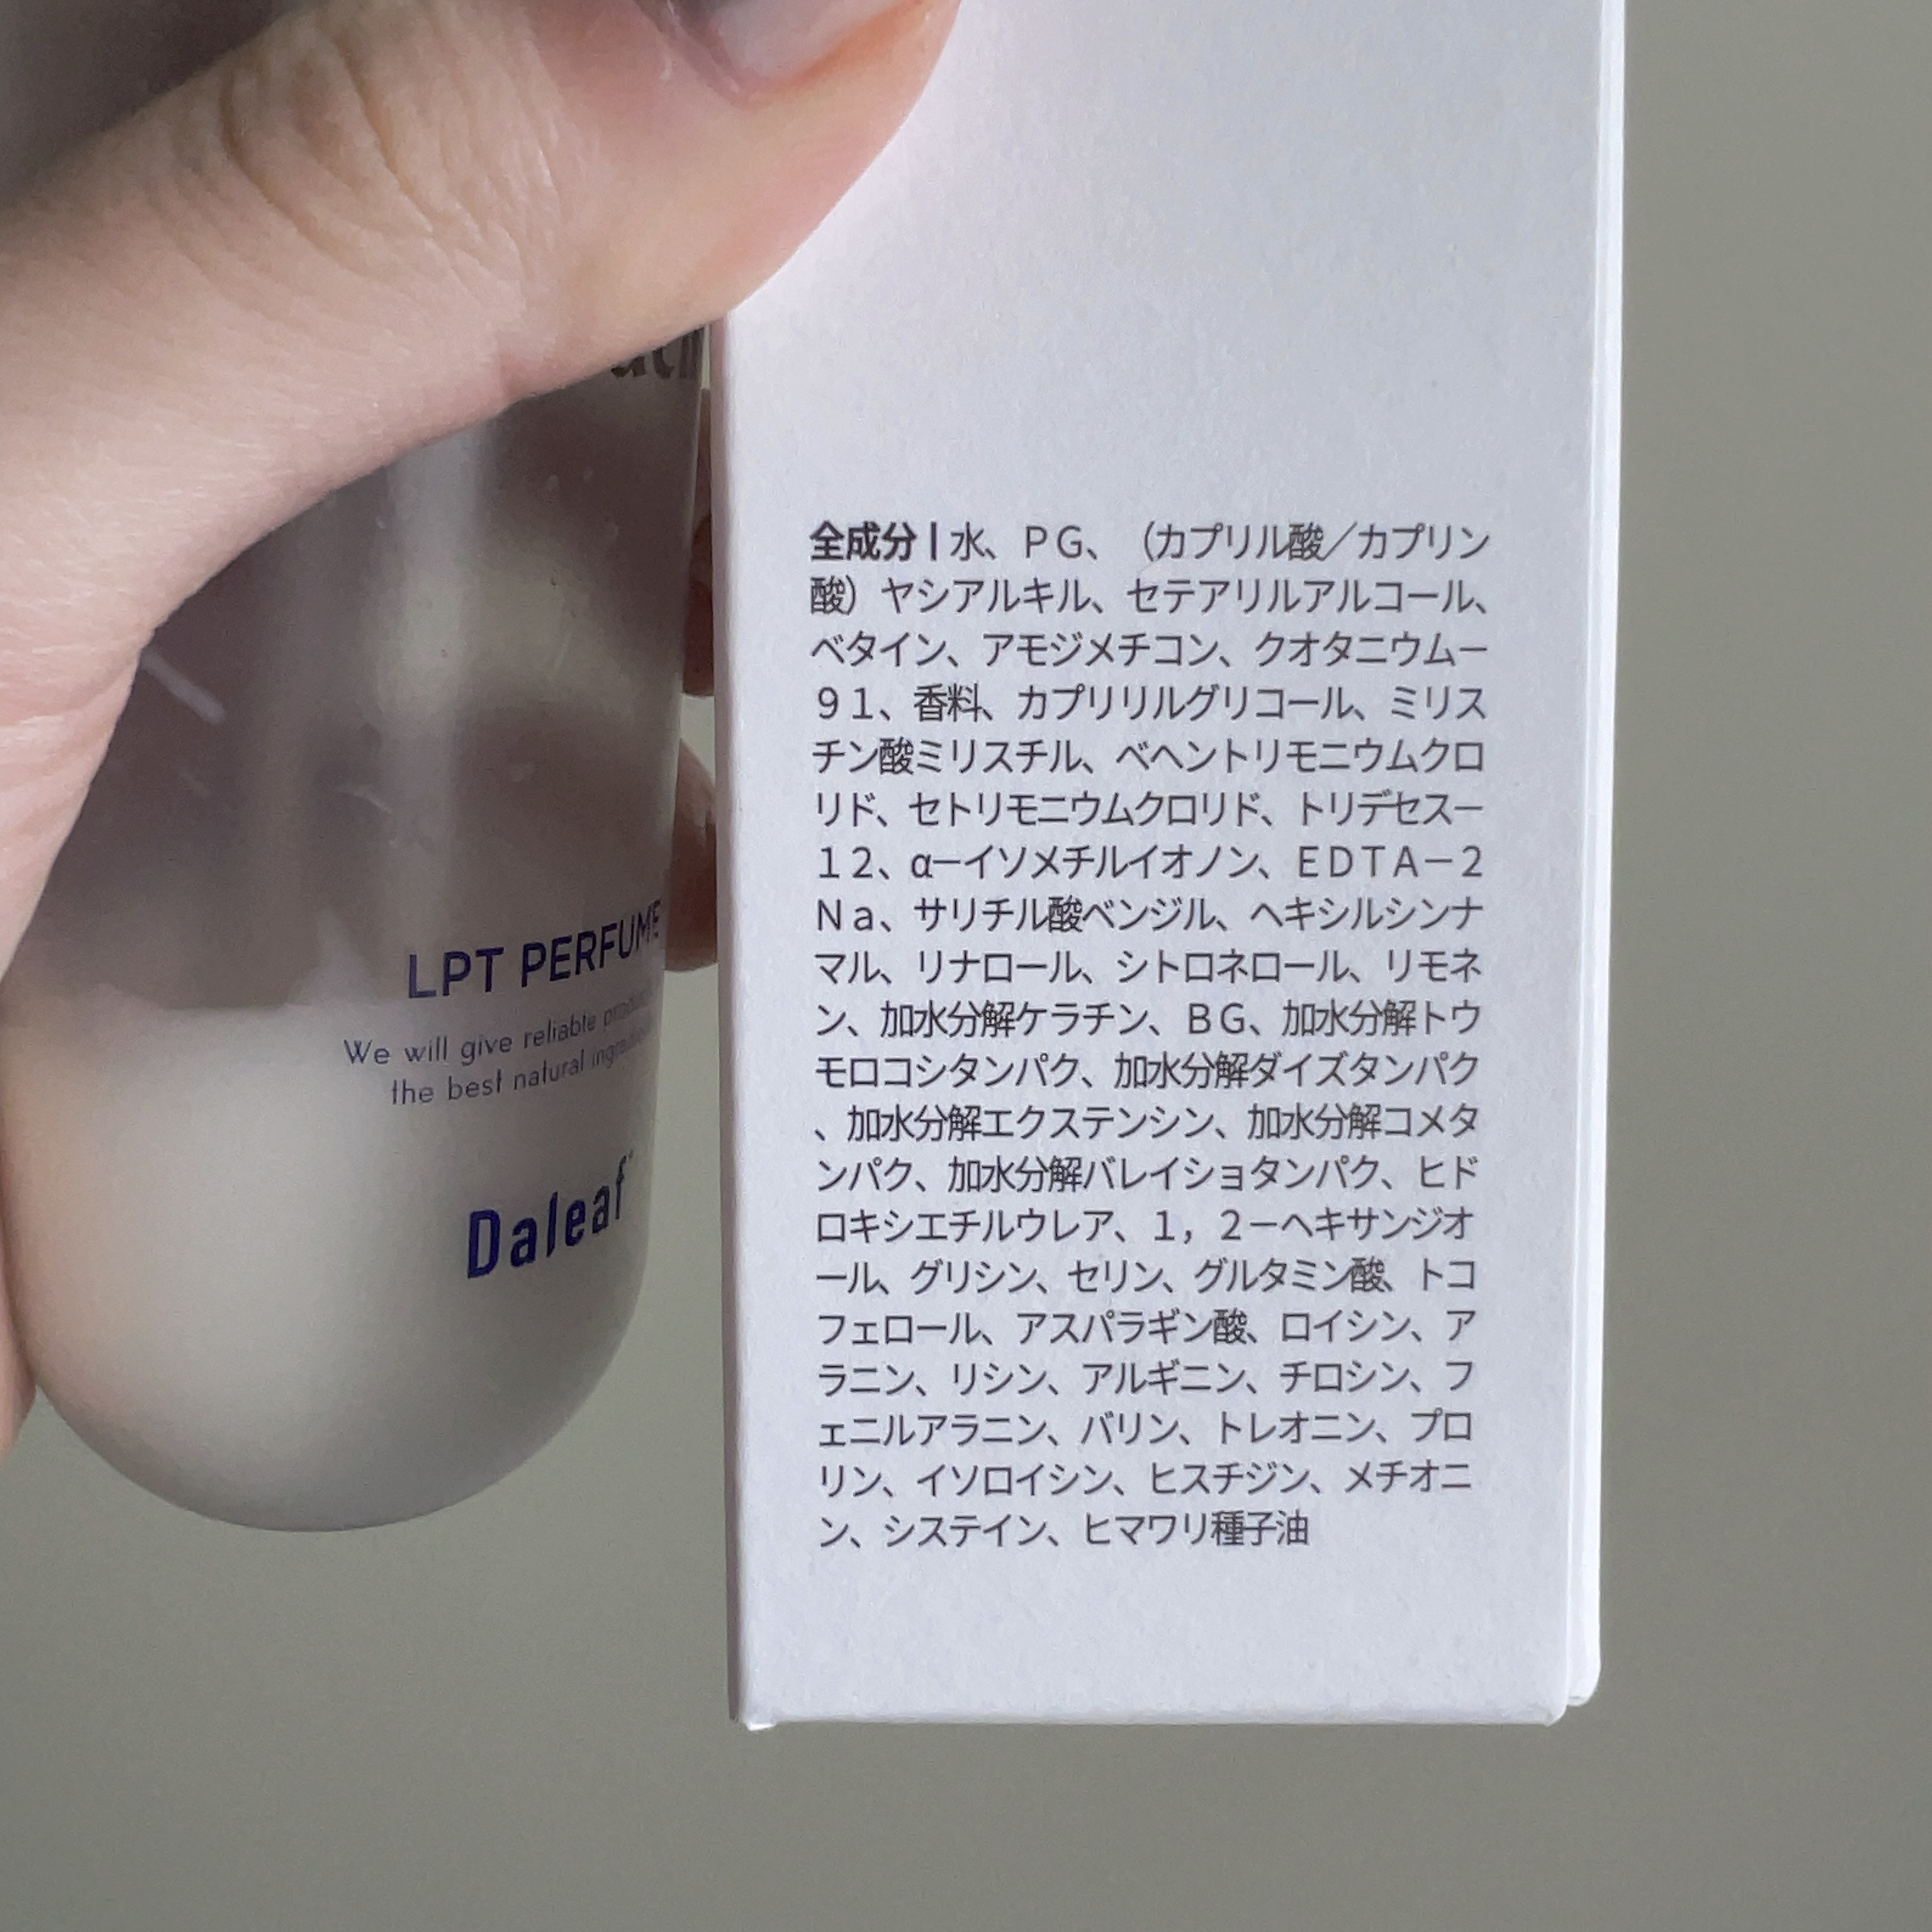 LPT PERFUME
We will give reliable
the best natural
Daleaf
全成分 | 水、PG、（カプリル酸／カプリン
酸）ヤシアルキル、セテアリルアルコール、
ベタイン、アモジメチコン、クオタニウムー
91、香料、カプリリルグリコール、ミリス
チン酸ミリスチル、ベヘントリモニウムクロ
リド、セトリモニウムクロリド、トリデセスー
12、α－イソメチルイオノン、EDTA－2
Na、サリチル酸ベンジル、ヘキシルシンナ
マル、リナロール、シトロネロール、リモネ
ン、加水分解ケラチン、BG、加水分解トウ
モロコシタンパク、加水分解ダイズタンパク
、加水分解エクステンシン、加水分解コメタ
ンパク、加水分解バレイショタンパク、ヒド
ロキシエチルウレア、1，2－ヘキサンジオ
ール、グリシン、セリン、グルタミン酸、トコ
フェロール、アスパラギン酸、ロイシン、ア
ラニン、リシン、アルギニン、チロシン、フ
ェニルアラニン、バリン、トレオニン、プロ
リン、イソロイシン、ヒスチジン、メチオニ
ン、システイン、ヒマワリ種子油